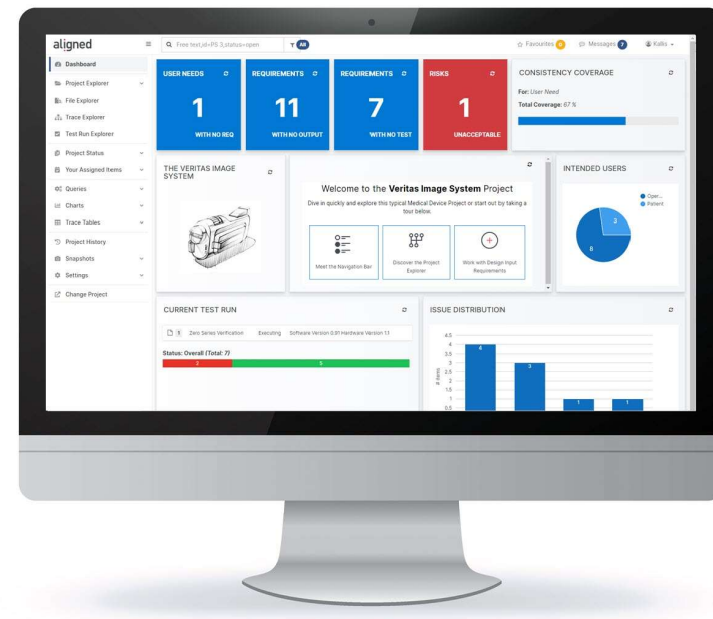 aligned
Free text,id=PS 3,status=open
All
Favourites 6
Messages 7
Kallis
Dashboard
Project Explorer
File Explorer
Trace Explorer
Test Run Explorer
Project Status
Your Assigned Items
Queries
Charts
Trace Tables
Project History
Snapshots
Settings
Change Project
USER NEEDS
1
WITH NO REQ
REQUIREMENTS
11
WITH NO OUTPUT
REQUIREMENTS
7
WITH NO TEST
RISKS
1
UNACCEPTABLE
CONSISTENCY COVERAGE
For: User Need
Total Coverage: 67 %
THE VERITAS IMAGE
SYSTEM
Welcome to the Veritas Image System Project
Dive in quickly and explore this typical Medical Device Project or start out by taking a
tour below.
Meet the Navigation Bar
Discover the Project
Explorer
Work with Design Input
Requirements
INTENDED USERS
Oper...
Patient
3
8
CURRENT TEST RUN
1 Zero Series Verification Executing Software Version 0.91 Hardware Version 1.1
Status: Overall (Total: 7)
2 5
ISSUE DISTRIBUTION
# items
4.5
4
3.5
3
2.5
2
1.5
1
0.5
4
3
1
1